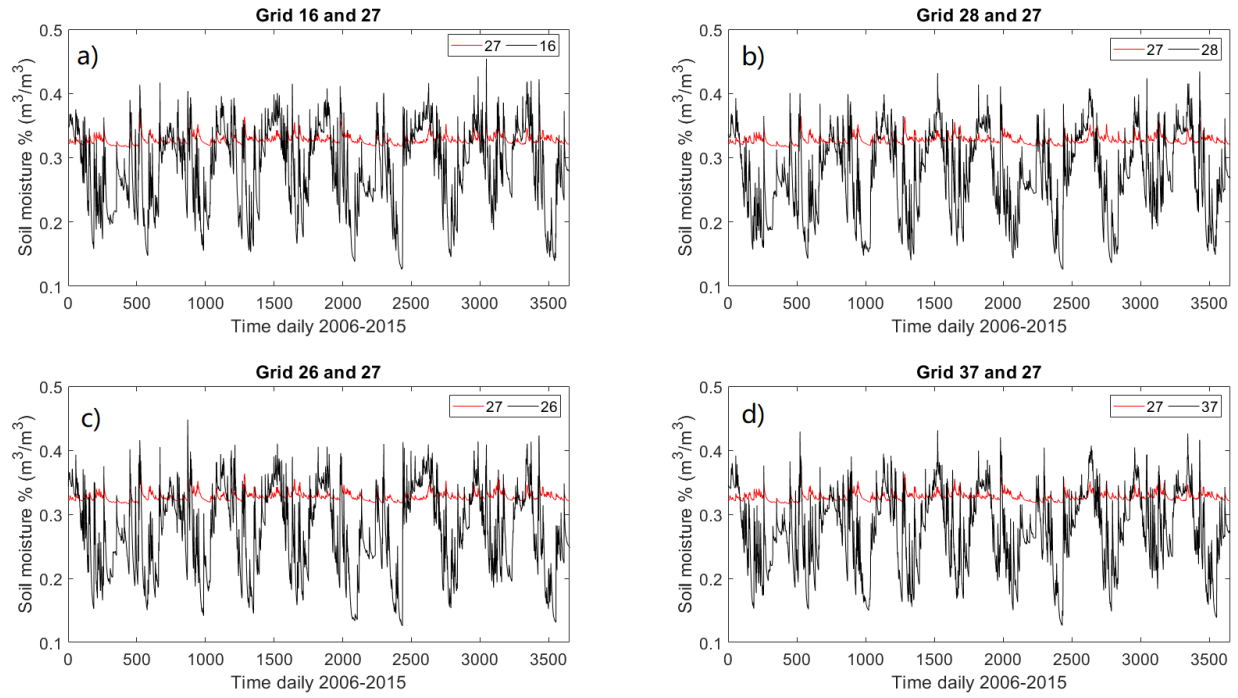 Grid 16 and 27
a)
27 16
Soil moisture % (m³/m³)
0.5
0.4
0.3
0.2
0.1
0 500 1000 1500 2000 2500 3000 3500
Time daily 2006-2015
Grid 28 and 27
b)
27 28
Soil moisture % (m³/m³)
0.5
0.4
0.3
0.2
0.1
0 500 1000 1500 2000 2500 3000 3500
Time daily 2006-2015
Grid 26 and 27
c)
27 26
Soil moisture % (m³/m³)
0.5
0.4
0.3
0.2
0.1
0 500 1000 1500 2000 2500 3000 3500
Time daily 2006-2015
Grid 37 and 27
d)
27 37
Soil moisture % (m³/m³)
0.5
0.4
0.3
0.2
0.1
0 500 1000 1500 2000 2500 3000 3500
Time daily 2006-2015